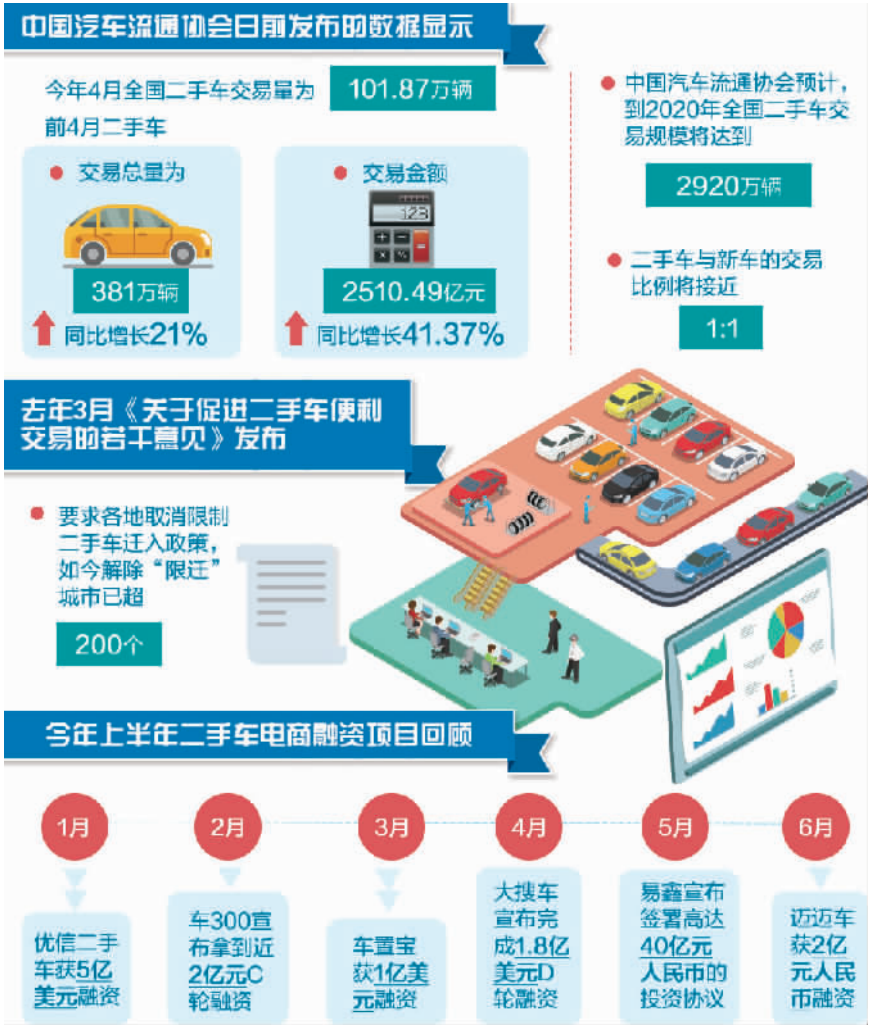 中国汽车流通协会日前发布的数据显示
今年4月全国二手车交易量为 101.87万辆
前4月二手车
交易总量为
381万辆
同比增长21%
交易金额
123
2510.49亿元
同比增长41.37%
中国汽车流通协会预计，
到2020年全国二手车交
易规模将达到
2920万辆
二手车与新车的交易
比例将接近
1:1
去年3月《关于促进二手车便利
交易的若干意见》发布
要求各地取消限制
二手车迁入政策，
如今解除“限迁”
城市已超
200个
今年上半年二手车电商融资项目回顾
1月
优信二手
车获5亿
美元融资
2月
车300宣
布拿到近
2亿元C
轮融资
3月
车置宝
获1亿美
元融资
4月
大搜车
宣布完
成1.8亿
美元D
轮融资
5月
易鑫宣布
签署高达
40亿元
人民币的
投资协议
6月
迈迈车
获2亿
元人民
币融资